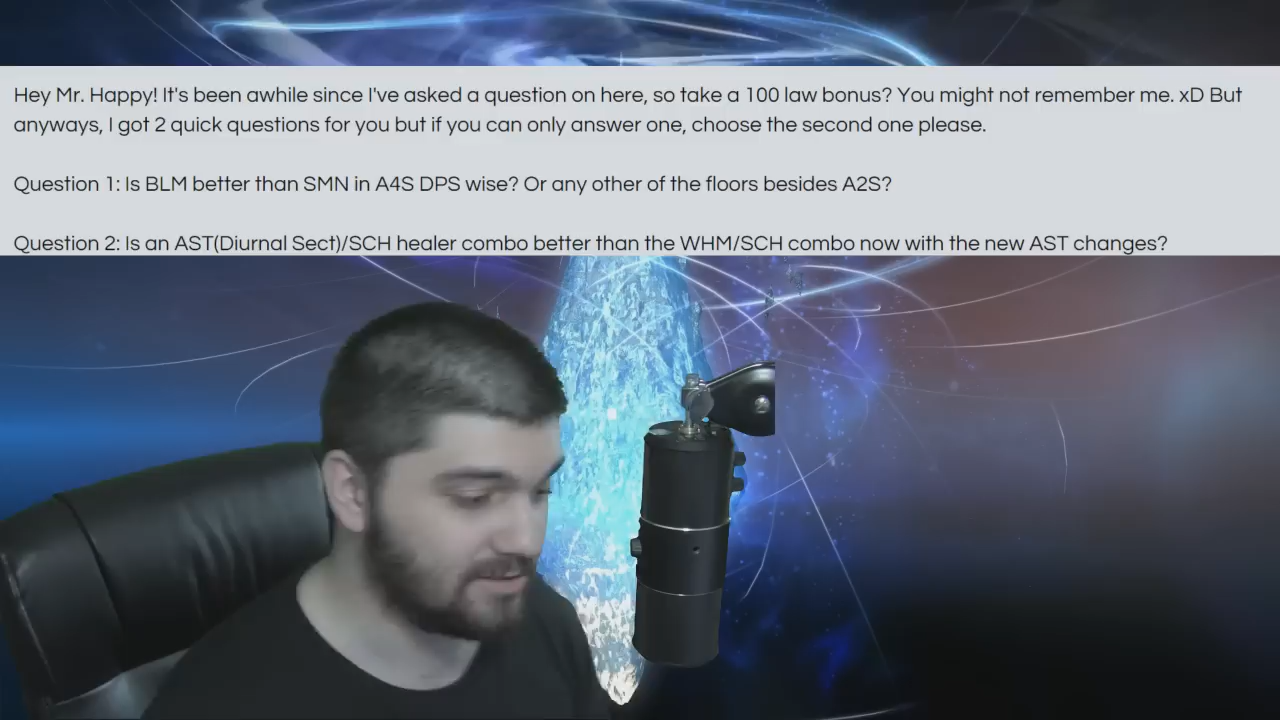 Hey Mr. Happy! It's been awhile since I've asked a question on here, so take a 100 law bonus? You might not remember me. xD But
anyways, I got 2 quick questions for you but if you can only answer one, choose the second one please.
Question 1: Is BLM better than SMN in A4S DPS wise? Or any other of the floors besides A2S?
Question 2: Is an AST(Diurnal Sect)/SCH healer combo better than the WHM/SCH combo now with the new AST changes?